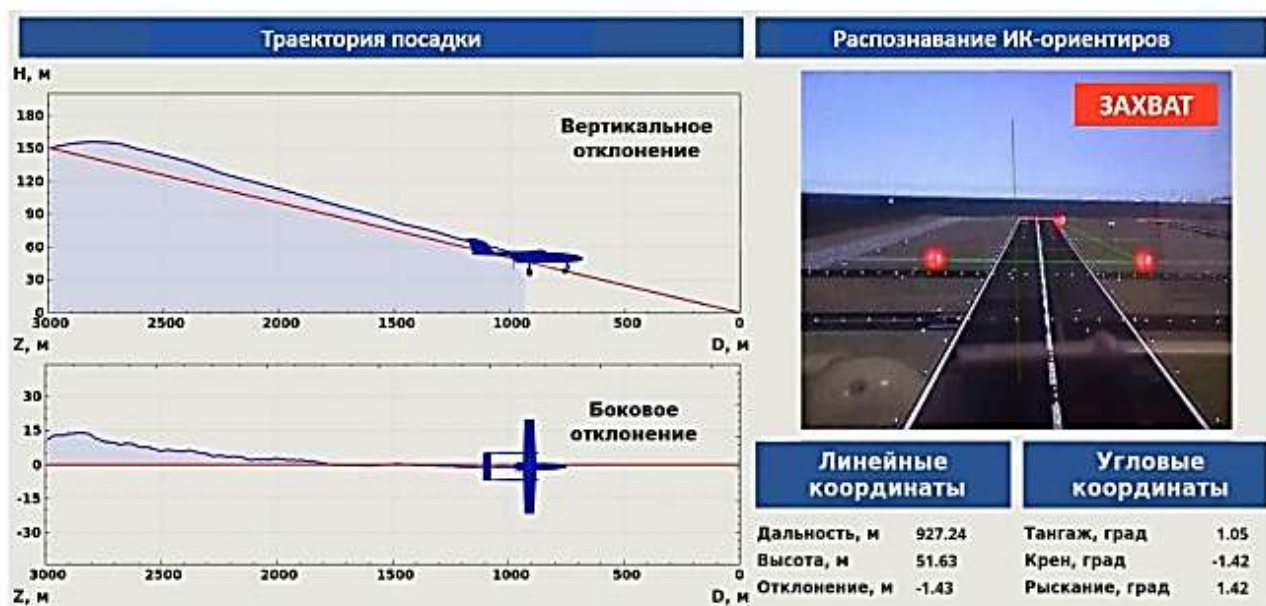 Траектория посадки
Н, м
180
150
120
90
60
30
0
3000 2500 2000 1500 1000 500 0
Z, м D, м
Вертикальное
отклонение
30
15
0
-15
-30
3000 2500 2000 1500 1000 500 0
Z, м D, м
Боковое
отклонение
Распознавание ИК-ориентиров
ЗАХВАТ
Линейные
координаты
Дальность, м 927.24
Высота, м 51.63
Отклонение, м -1.43
Угловые
координаты
Тангаж, град 1.05
Крен, град -1.42
Рыскание, град 1.42